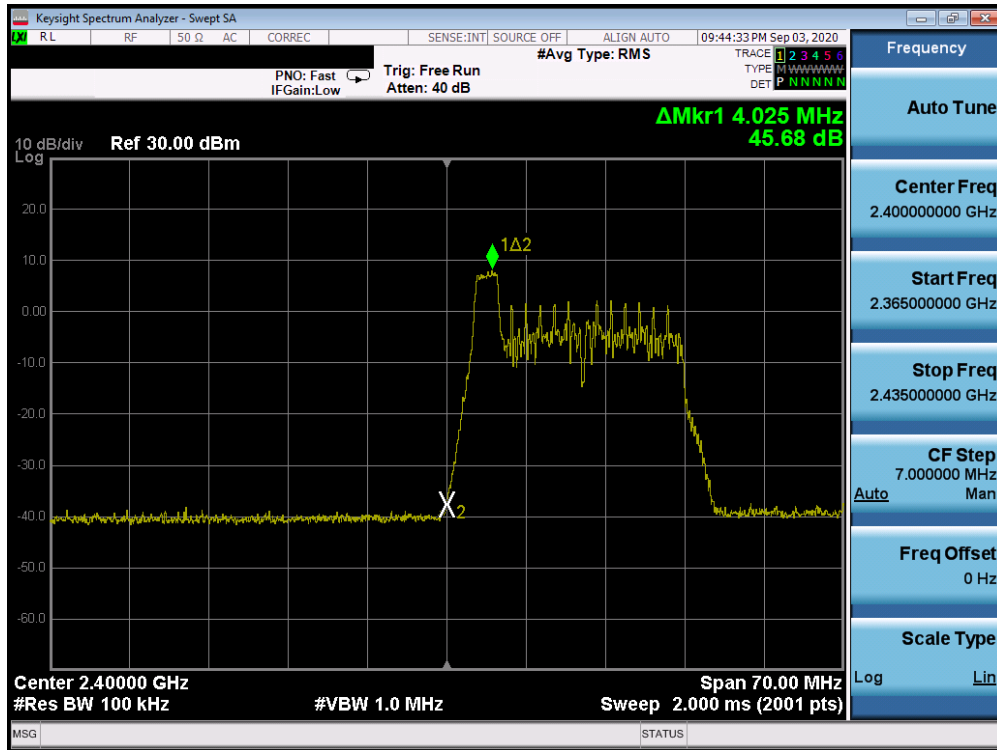 Keysight Spectrum Analyzer - Swept SA
LXI RL RF 50 Ω AC CORREC SENSE:INT SOURCE OFF ALIGN AUTO 09:44:33 PM Sep 03, 2020
#Avg Type: RMS
TRACE 1 2 3 4 5 6
TYPE M W W W W W
DET P N N N N N
PNO: Fast
IFGain:Low
Trig: Free Run
Atten: 40 dB
ΔMkr1 4.025 MHz
45.68 dB
10 dB/div Ref 30.00 dBm
Log
20.0
10.0
0.00
-10.0
-20.0
-30.0
-40.0
-50.0
-60.0
1Δ2
2
Center 2.40000 GHz
Span 70.00 MHz
#Res BW 100 kHz
#VBW 1.0 MHz
Sweep 2.000 ms (2001 pts)
MSG
STATUS
Frequency
Auto Tune
Center Freq
2.400000000 GHz
Start Freq
2.365000000 GHz
Stop Freq
2.435000000 GHz
CF Step
7.000000 MHz
Auto Man
Freq Offset
0 Hz
Scale Type
Log Lin